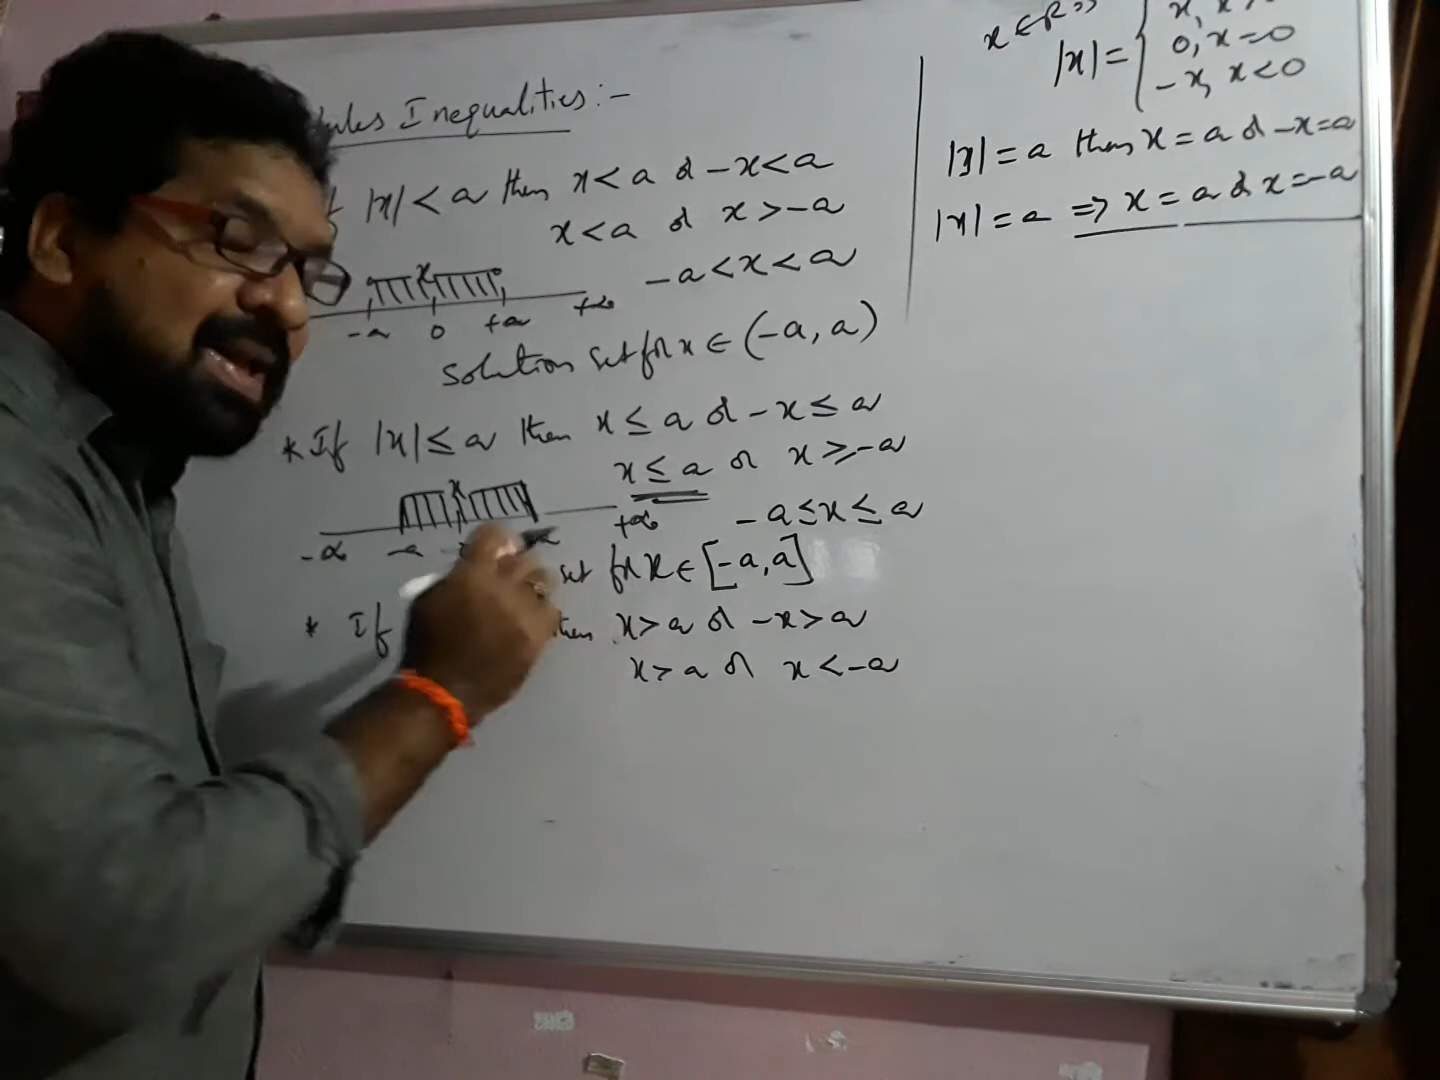 Inequalities:-
|x| < a then x < a or -x < a
x < a or x > -a
-a < x < a
x
-a 0 +a +∞
Solution set for x ∈ (-a, a)
* If |x| ≤ a then x ≤ a or -x ≤ a
x ≤ a or x ≥ -a
x
-∞ -a +∞
-a ≤ x ≤ a
set for x ∈ [-a, a]
* If then x > a or -x > a
x > a or x < -a
x ∈ R
|x| = { x, x
0, x = 0
-x, x < 0
|x| = a then x = a or -x = a
|x| = a ⇒ x = a or x = -a